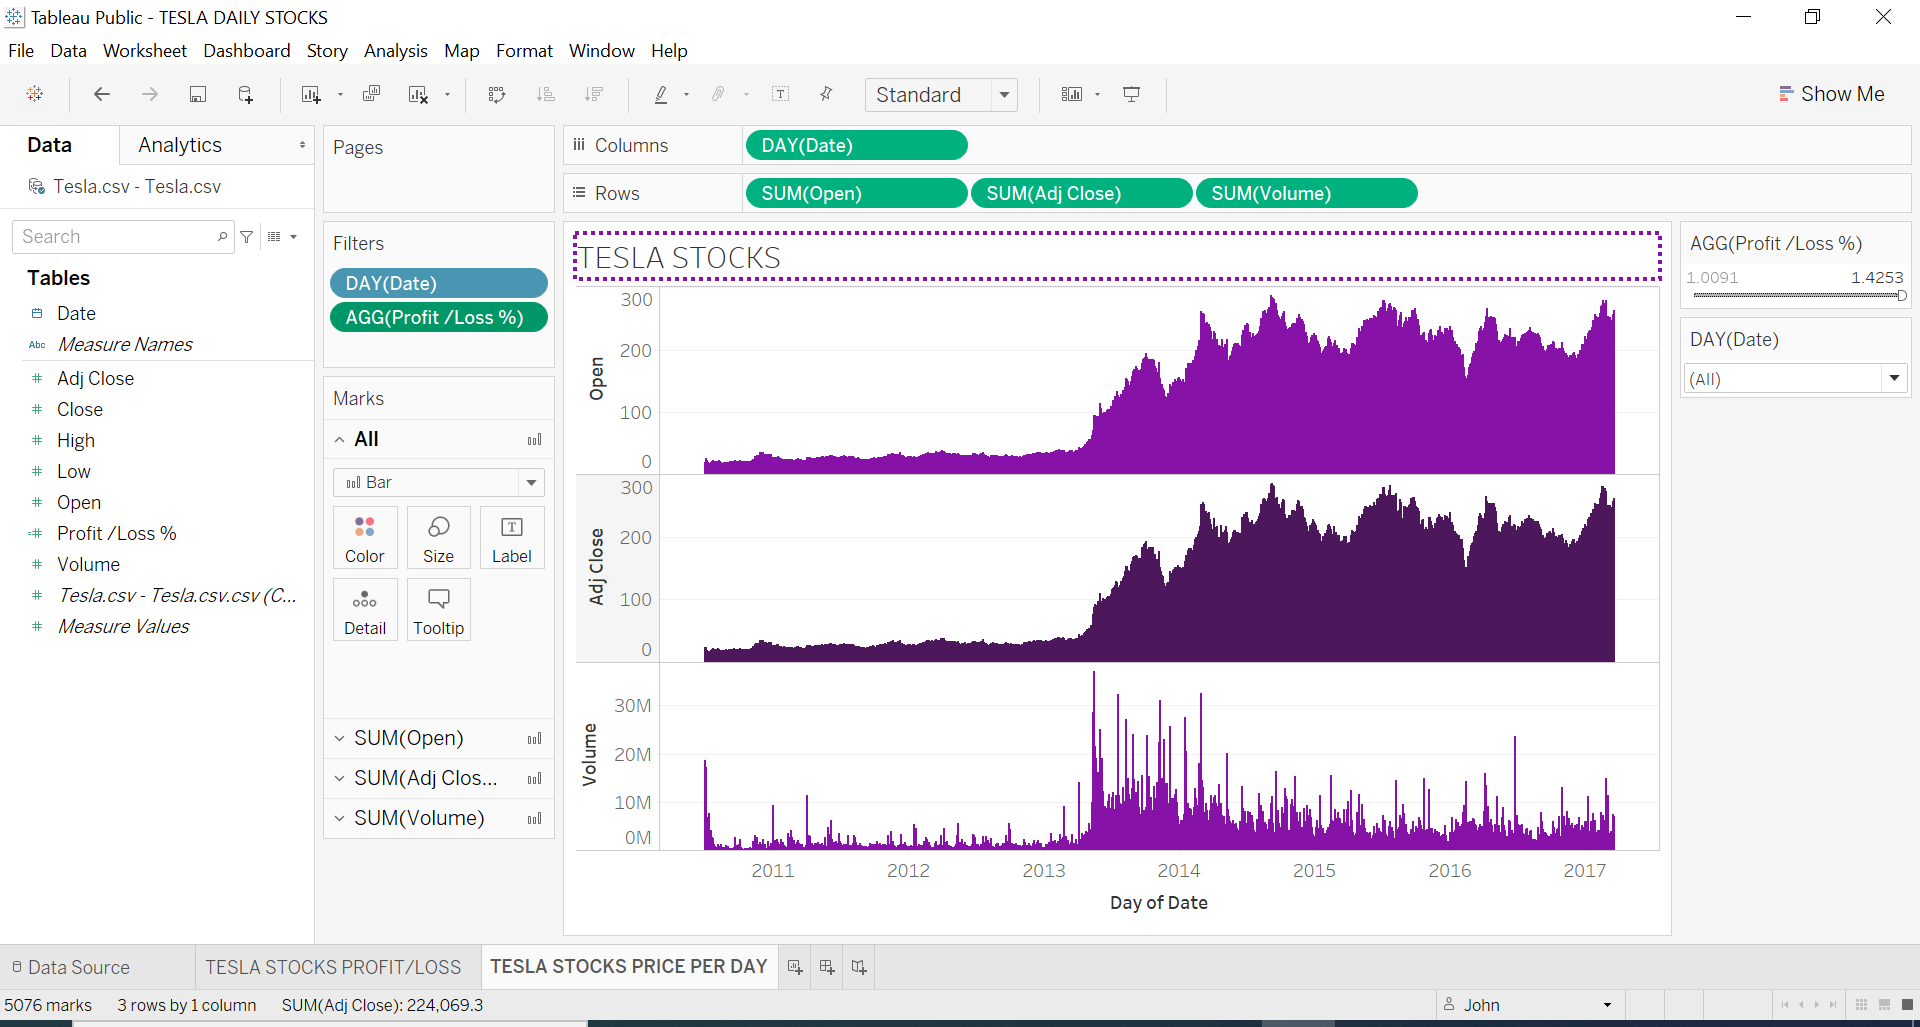 Tableau Public - TESLA DAILY STOCKS
File Data Worksheet Dashboard Story Analysis Map Format Window Help
Standard
Show Me
Data Analytics
Tesla.csv - Tesla.csv
Search
Tables
Date
Abc Measure Names
Adj Close
Close
High
Low
Open
Profit /Loss %
Volume
Tesla.csv - Tesla.csv.csv (C...
Measure Values
Pages
Filters
DAY(Date)
AGG(Profit /Loss %)
Marks
All
Bar
Color Size Label
Detail Tooltip
SUM(Open)
SUM(Adj Clos...
SUM(Volume)
Columns DAY(Date)
Rows SUM(Open) SUM(Adj Close) SUM(Volume)
TESLA STOCKS
300
200
100
0
Open
300
200
100
0
Adj Close
30M
20M
10M
0M
Volume
2011 2012 2013 2014 2015 2016 2017
Day of Date
AGG(Profit /Loss %)
1.0091 1.4253
DAY(Date)
(All)
Data Source TESLA STOCKS PROFIT/LOSS TESLA STOCKS PRICE PER DAY
5076 marks 3 rows by 1 column SUM(Adj Close): 224,069.3
John